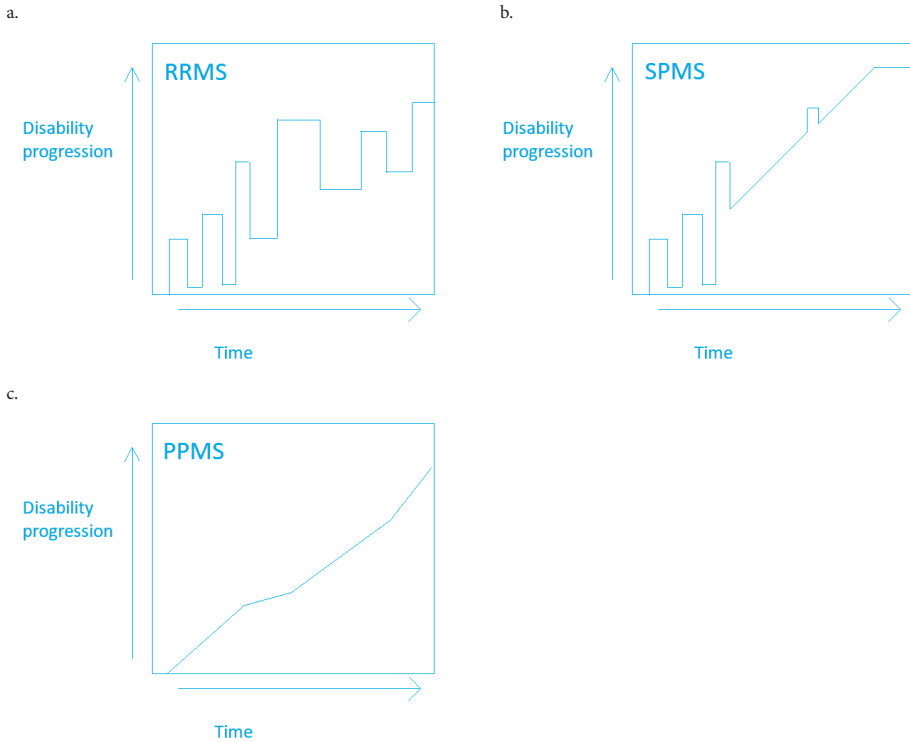 a.
RRMS
Disability
progression
Time
b.
SPMS
Disability
progression
Time
c.
PPMS
Disability
progression
Time